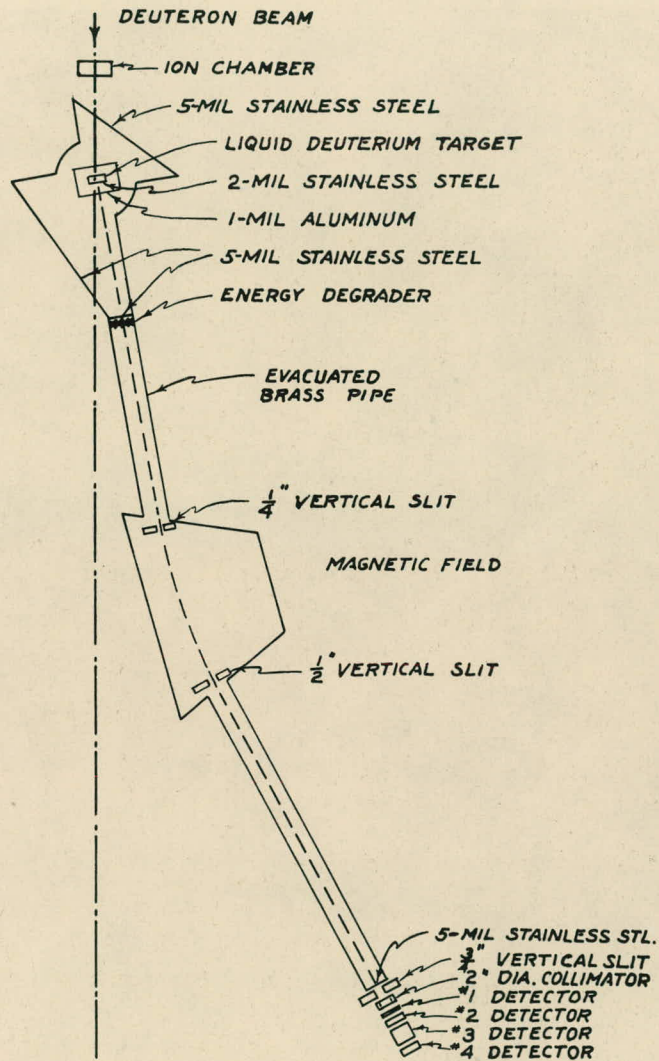 DEUTERON BEAM
ION CHAMBER
5-MIL STAINLESS STEEL
LIQUID DEUTERIUM TARGET
2-MIL STAINLESS STEEL
1-MIL ALUMINUM
5-MIL STAINLESS STEEL
ENERGY DEGRADER
EVACUATED
BRASS PIPE
1/4" VERTICAL SLIT
MAGNETIC FIELD
1/2" VERTICAL SLIT
5-MIL STAINLESS STL.
3/4" VERTICAL SLIT
2" DIA. COLLIMATOR
#1 DETECTOR
#2 DETECTOR
#3 DETECTOR
#4 DETECTOR